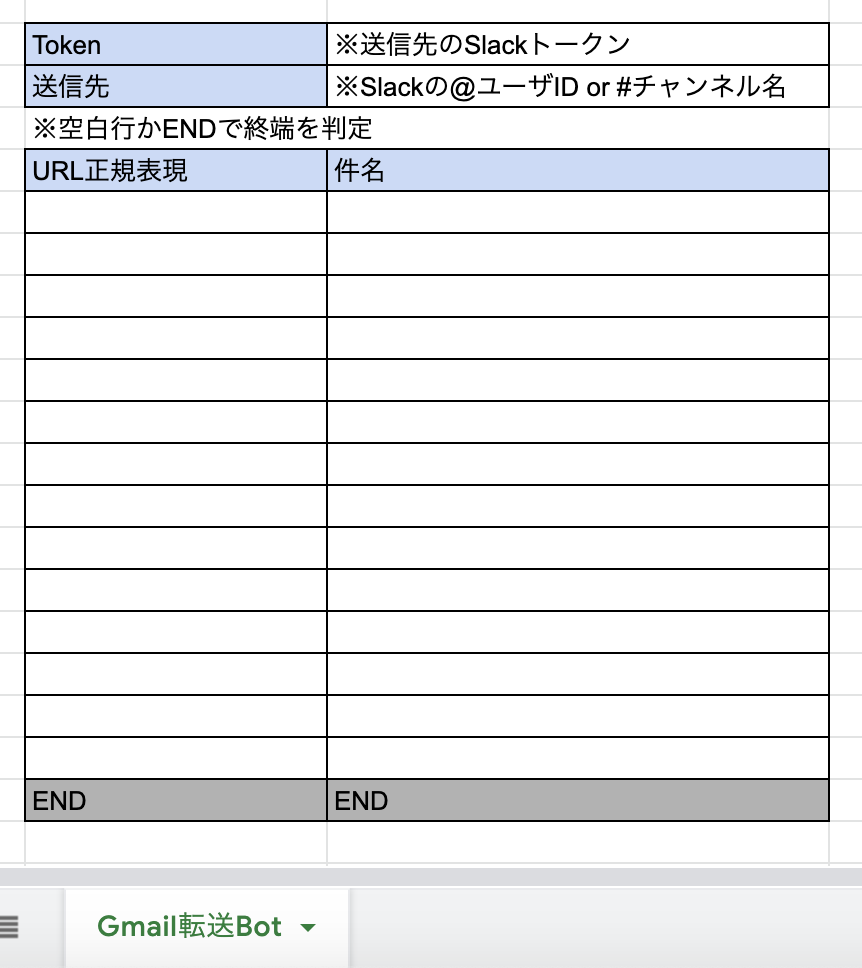 Token ※送信先のSlackトークン
送信先 ※Slackの@ユーザID or #チャンネル名
※空白行かENDで終端を判定
URL正規表現 件名
END END
Gmail転送Bot